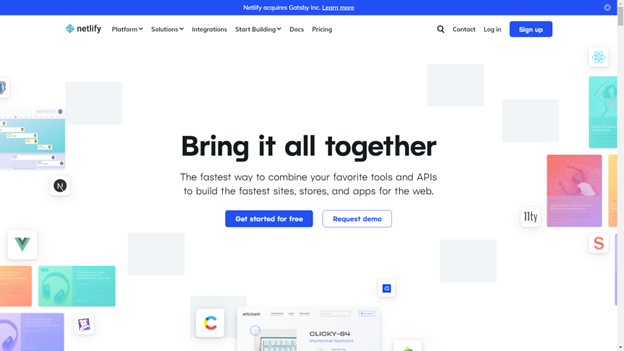 Netlify acquires Gatsby Inc. Learn more
netlify
Platform
Solutions
Integrations
Start Building
Docs
Pricing
Contact
Log in
Sign up
Bring it all together
The fastest way to combine your favorite tools and APIs
to build the fastest sites, stores, and apps for the web.
Get started for free
Request demo
11ty
CLICKY-84
Mechanical Keyboard